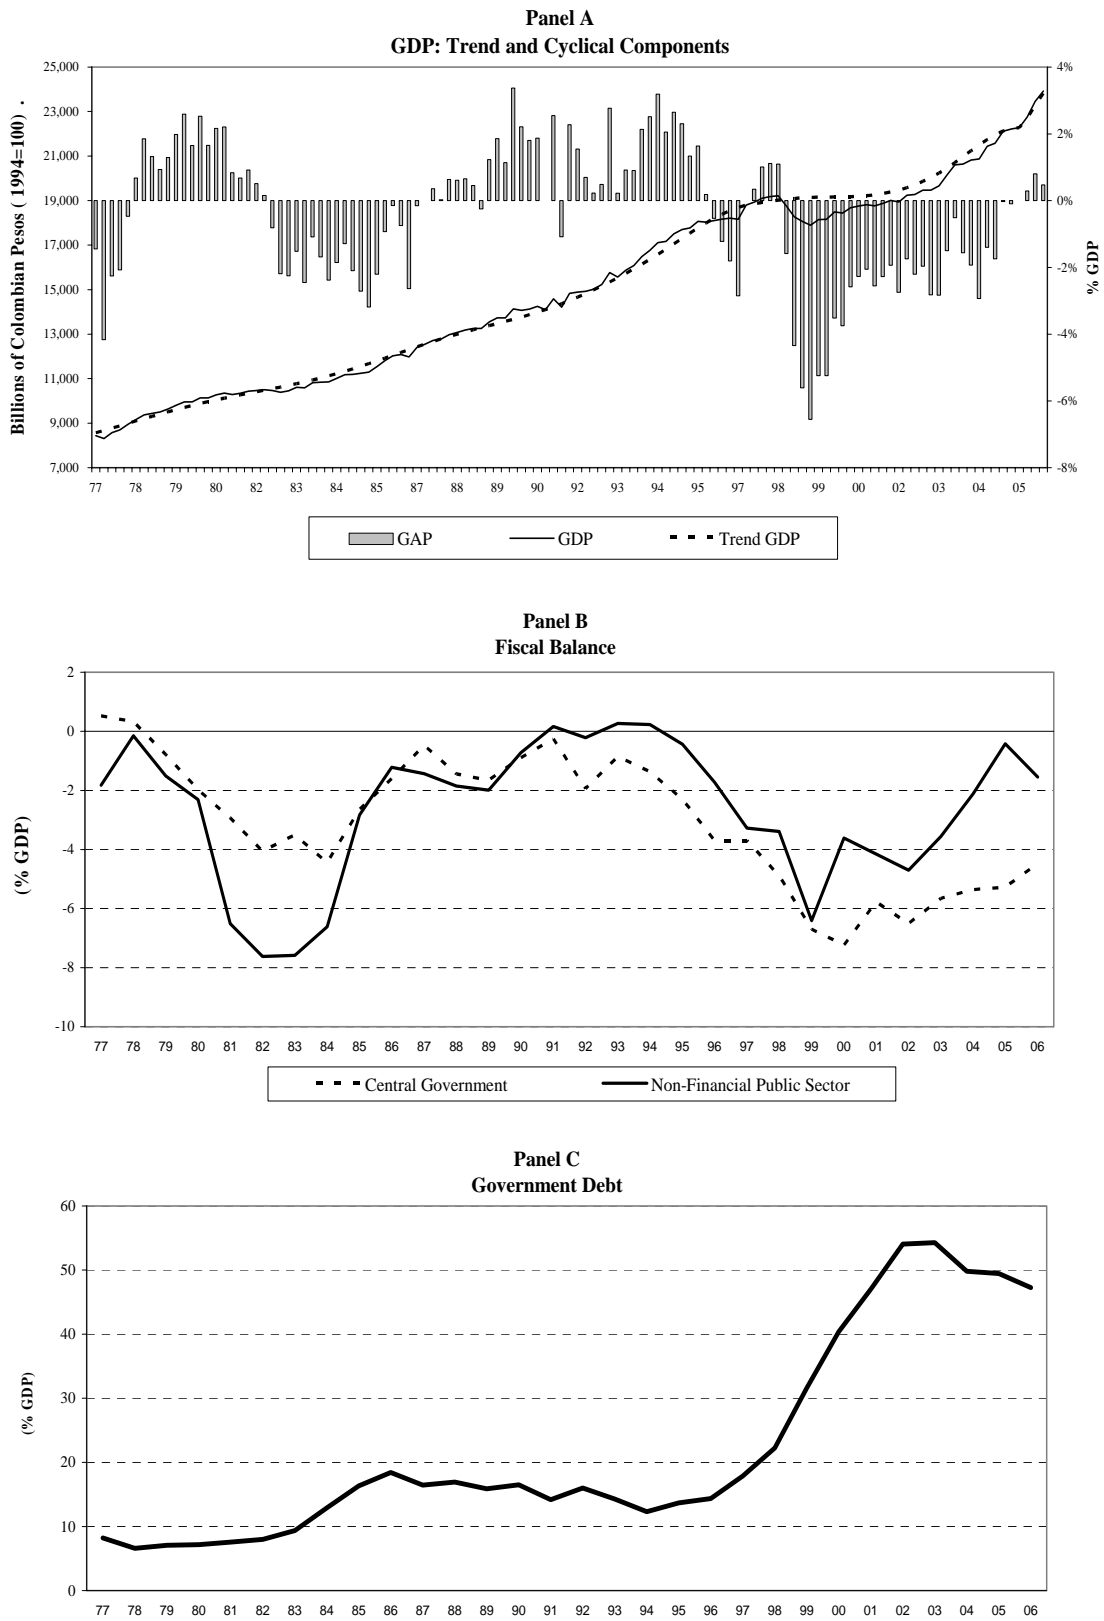 Panel A
GDP: Trend and Cyclical Components
Billions of Colombian Pesos ( 1994=100) .
25,000
23,000
21,000
19,000
17,000
15,000
13,000
11,000
9,000
7,000
4%
2%
0%
-2%
-4%
-6%
-8%
% GDP
77 78 79 80 82 83 84 85 87 88 89 90 92 93 94 95 97 98 99 00 02 03 04 05
GAP GDP Trend GDP
Panel B
Fiscal Balance
(% GDP)
2
0
-2
-4
-6
-8
-10
77 78 79 80 81 82 83 84 85 86 87 88 89 90 91 92 93 94 95 96 97 98 99 00 01 02 03 04 05 06
Central Government Non-Financial Public Sector
Panel C
Government Debt
(% GDP)
60
50
40
30
20
10
0
77 78 79 80 81 82 83 84 85 86 87 88 89 90 91 92 93 94 95 96 97 98 99 00 01 02 03 04 05 06